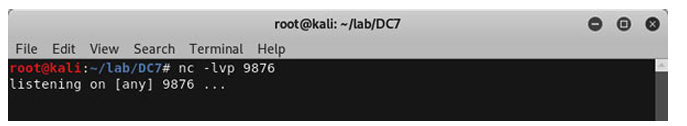 root@kali: ~/lab/DC7
File Edit View Search Terminal Help
root@kali:~/lab/DC7# nc -lvp 9876
listening on [any] 9876 ...